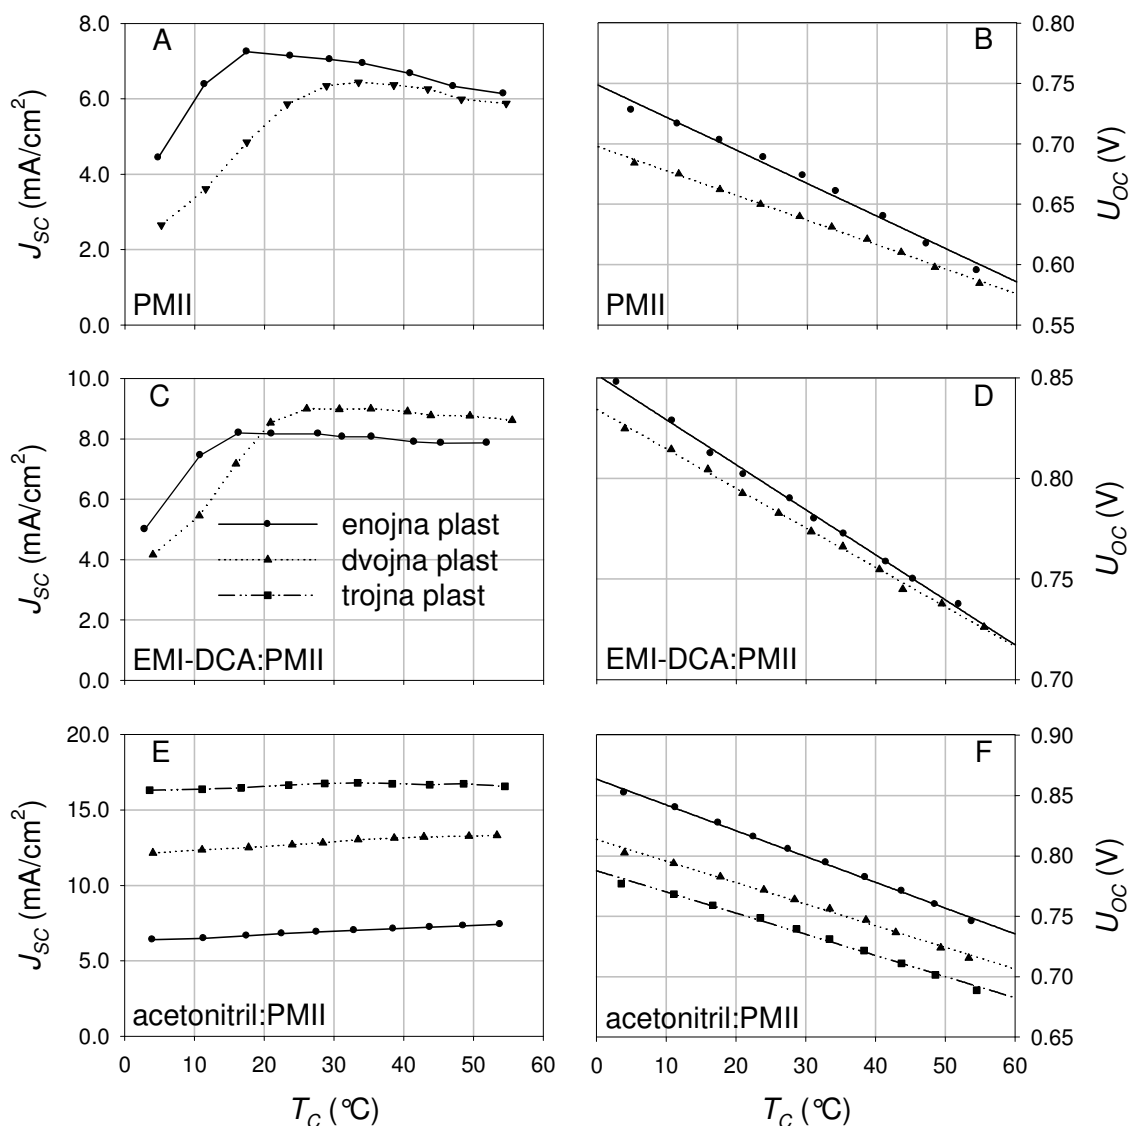 8.0
6.0
4.0
2.0
0.0
J_SC (mA/cm²)
A
PMII
B
PMII
0.80
0.75
0.70
0.65
0.60
0.55
U_OC (V)
10.0
8.0
6.0
4.0
2.0
0.0
J_SC (mA/cm²)
C
enojna plast
dvojna plast
trojna plast
EMI-DCA:PMII
D
EMI-DCA:PMII
0.85
0.80
0.75
0.70
U_OC (V)
20.0
15.0
10.0
5.0
0.0
J_SC (mA/cm²)
E
acetonitril:PMII
0 10 20 30 40 50 60
T_C (°C)
F
acetonitril:PMII
0.90
0.85
0.80
0.75
0.70
0.65
U_OC (V)
0 10 20 30 40 50 60
T_C (°C)